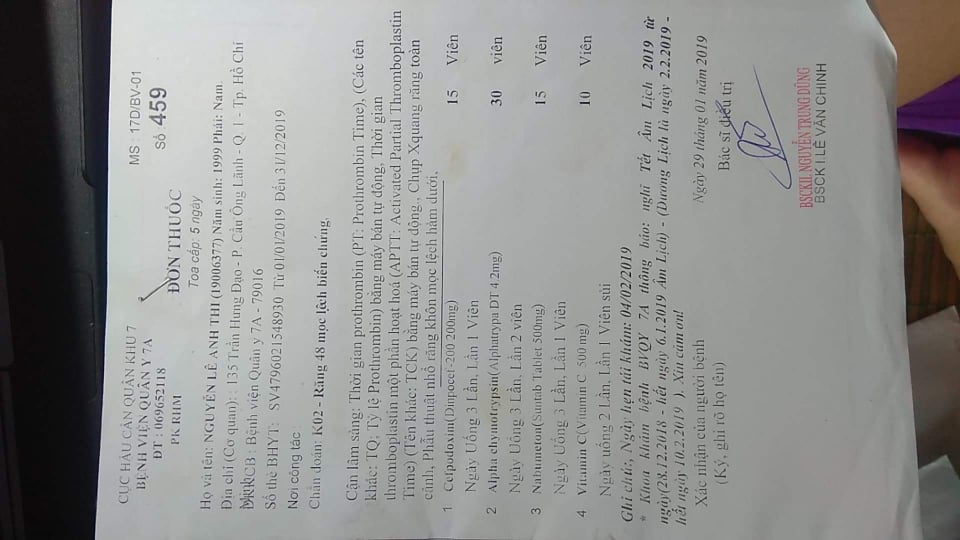 CỤC HẬU CẦN QUÂN KHU 7
BỆNH VIỆN QUÂN Y 7A
ĐT : 069652118
PK RHM
MS : 17D/BV-01
Số 459
ĐƠN THUỐC
Toa cấp: 5 ngày
Họ và tên: NGUYỄN LÊ ANH THI (19006377) Năm sinh: 1999 Phái: Nam.
Địa chỉ (Cơ quan): : 135 Trần Hưng Đạo - P. Cầu Ông Lãnh - Q. 1 - Tp. Hồ Chí
Minh
KCB : Bệnh viện Quân y 7A - 79016
Số thẻ BHYT: SV4796021548930 Từ 01/01/2019 Đến 31/12/2019
Nơi công tác :
Chẩn đoán: K02 - Răng 48 mọc lệch biến chứng.
Cận lâm sàng: Thời gian prothrombin (PT: Prothrombin Time), (Các tên
khác: TQ; Tỷ lệ Prothrombin) bằng máy bán tự động, Thời gian
thromboplastin một phần hoạt hoá (APTT: Activated Partial Thromboplastin
Time) (Tên khác: TCK) bằng máy bán tự động., Chụp Xquang răng toàn
cảnh, Phẫu thuật nhổ răng khôn mọc lệch hàm dưới,
1 Cefpodoxim(Dmpocef-200 200mg) 15 Viên
Ngày Uống 3 Lần, Lần 1 Viên
2 Alpha chymotrypsin(Alphatrypa DT 4.2mg) 30 viên
Ngày Uống 3 Lần, Lần 2 viên
3 Nabumeton(Suntab Tablet 500mg) 15 Viên
Ngày Uống 3 Lần, Lần 1 Viên
4 Vitamin C(Vitamin C 500 mg) 10 Viên
Ngày uống 2 Lần, Lần 1 Viên sủi
Ghi chú:, Ngày hẹn tái khám: 04/02/2019
* Khoa khám bệnh BVQY 7A thông báo: nghỉ Tết Âm Lịch 2019 từ
ngày(28.12.2018 - hết ngày 6.1.2019 Âm Lịch) - (Dương Lịch là ngày 2.2.2019 -
hết ngày 10.2.2019 ). Xin cảm ơn!
Xác nhận của người bệnh
(Ký, ghi rõ họ tên)
Ngày 29 tháng 01 năm 2019
Bác sĩ điều trị
BSCKII.NGUYỄN TRUNG DŨNG
BSCK I.LÊ VĂN CHINH